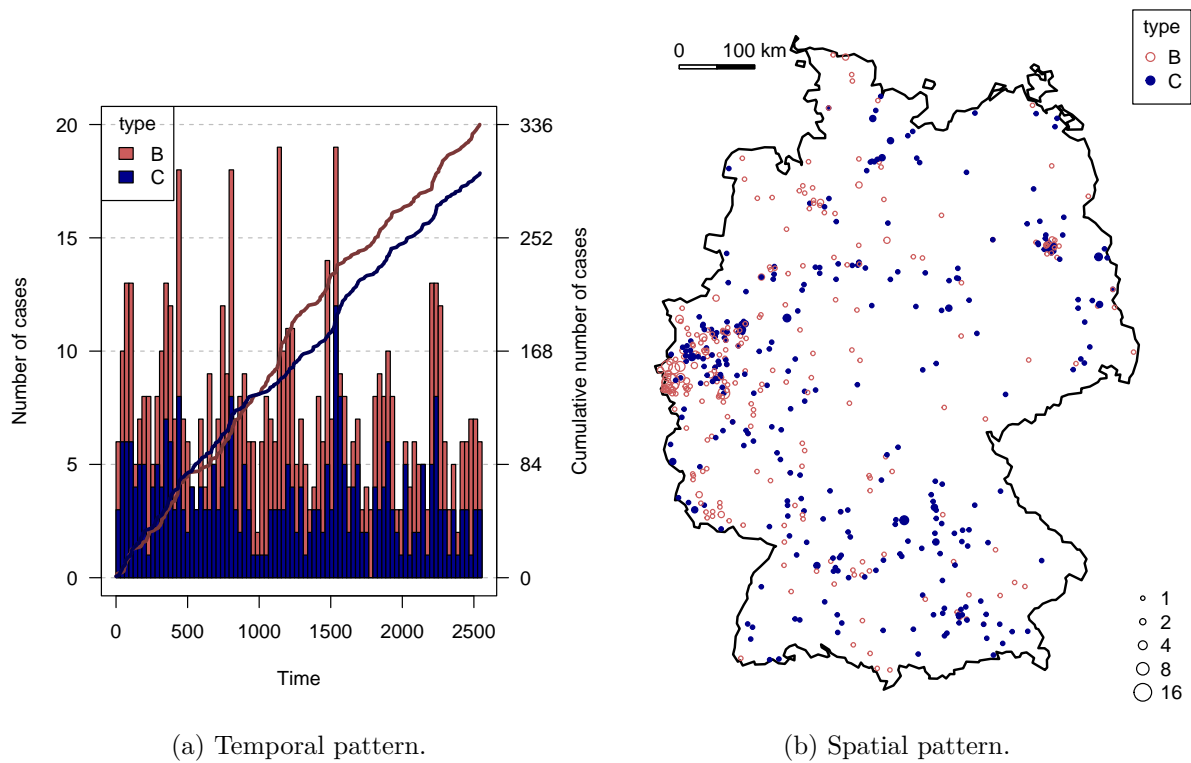 type
B
C
20
15
10
5
0
Number of cases
336
252
168
84
0
Cumulative number of cases
0 500 1000 1500 2000 2500
Time
(a) Temporal pattern.
0 100 km
type
B
C
1
2
4
8
16
(b) Spatial pattern.